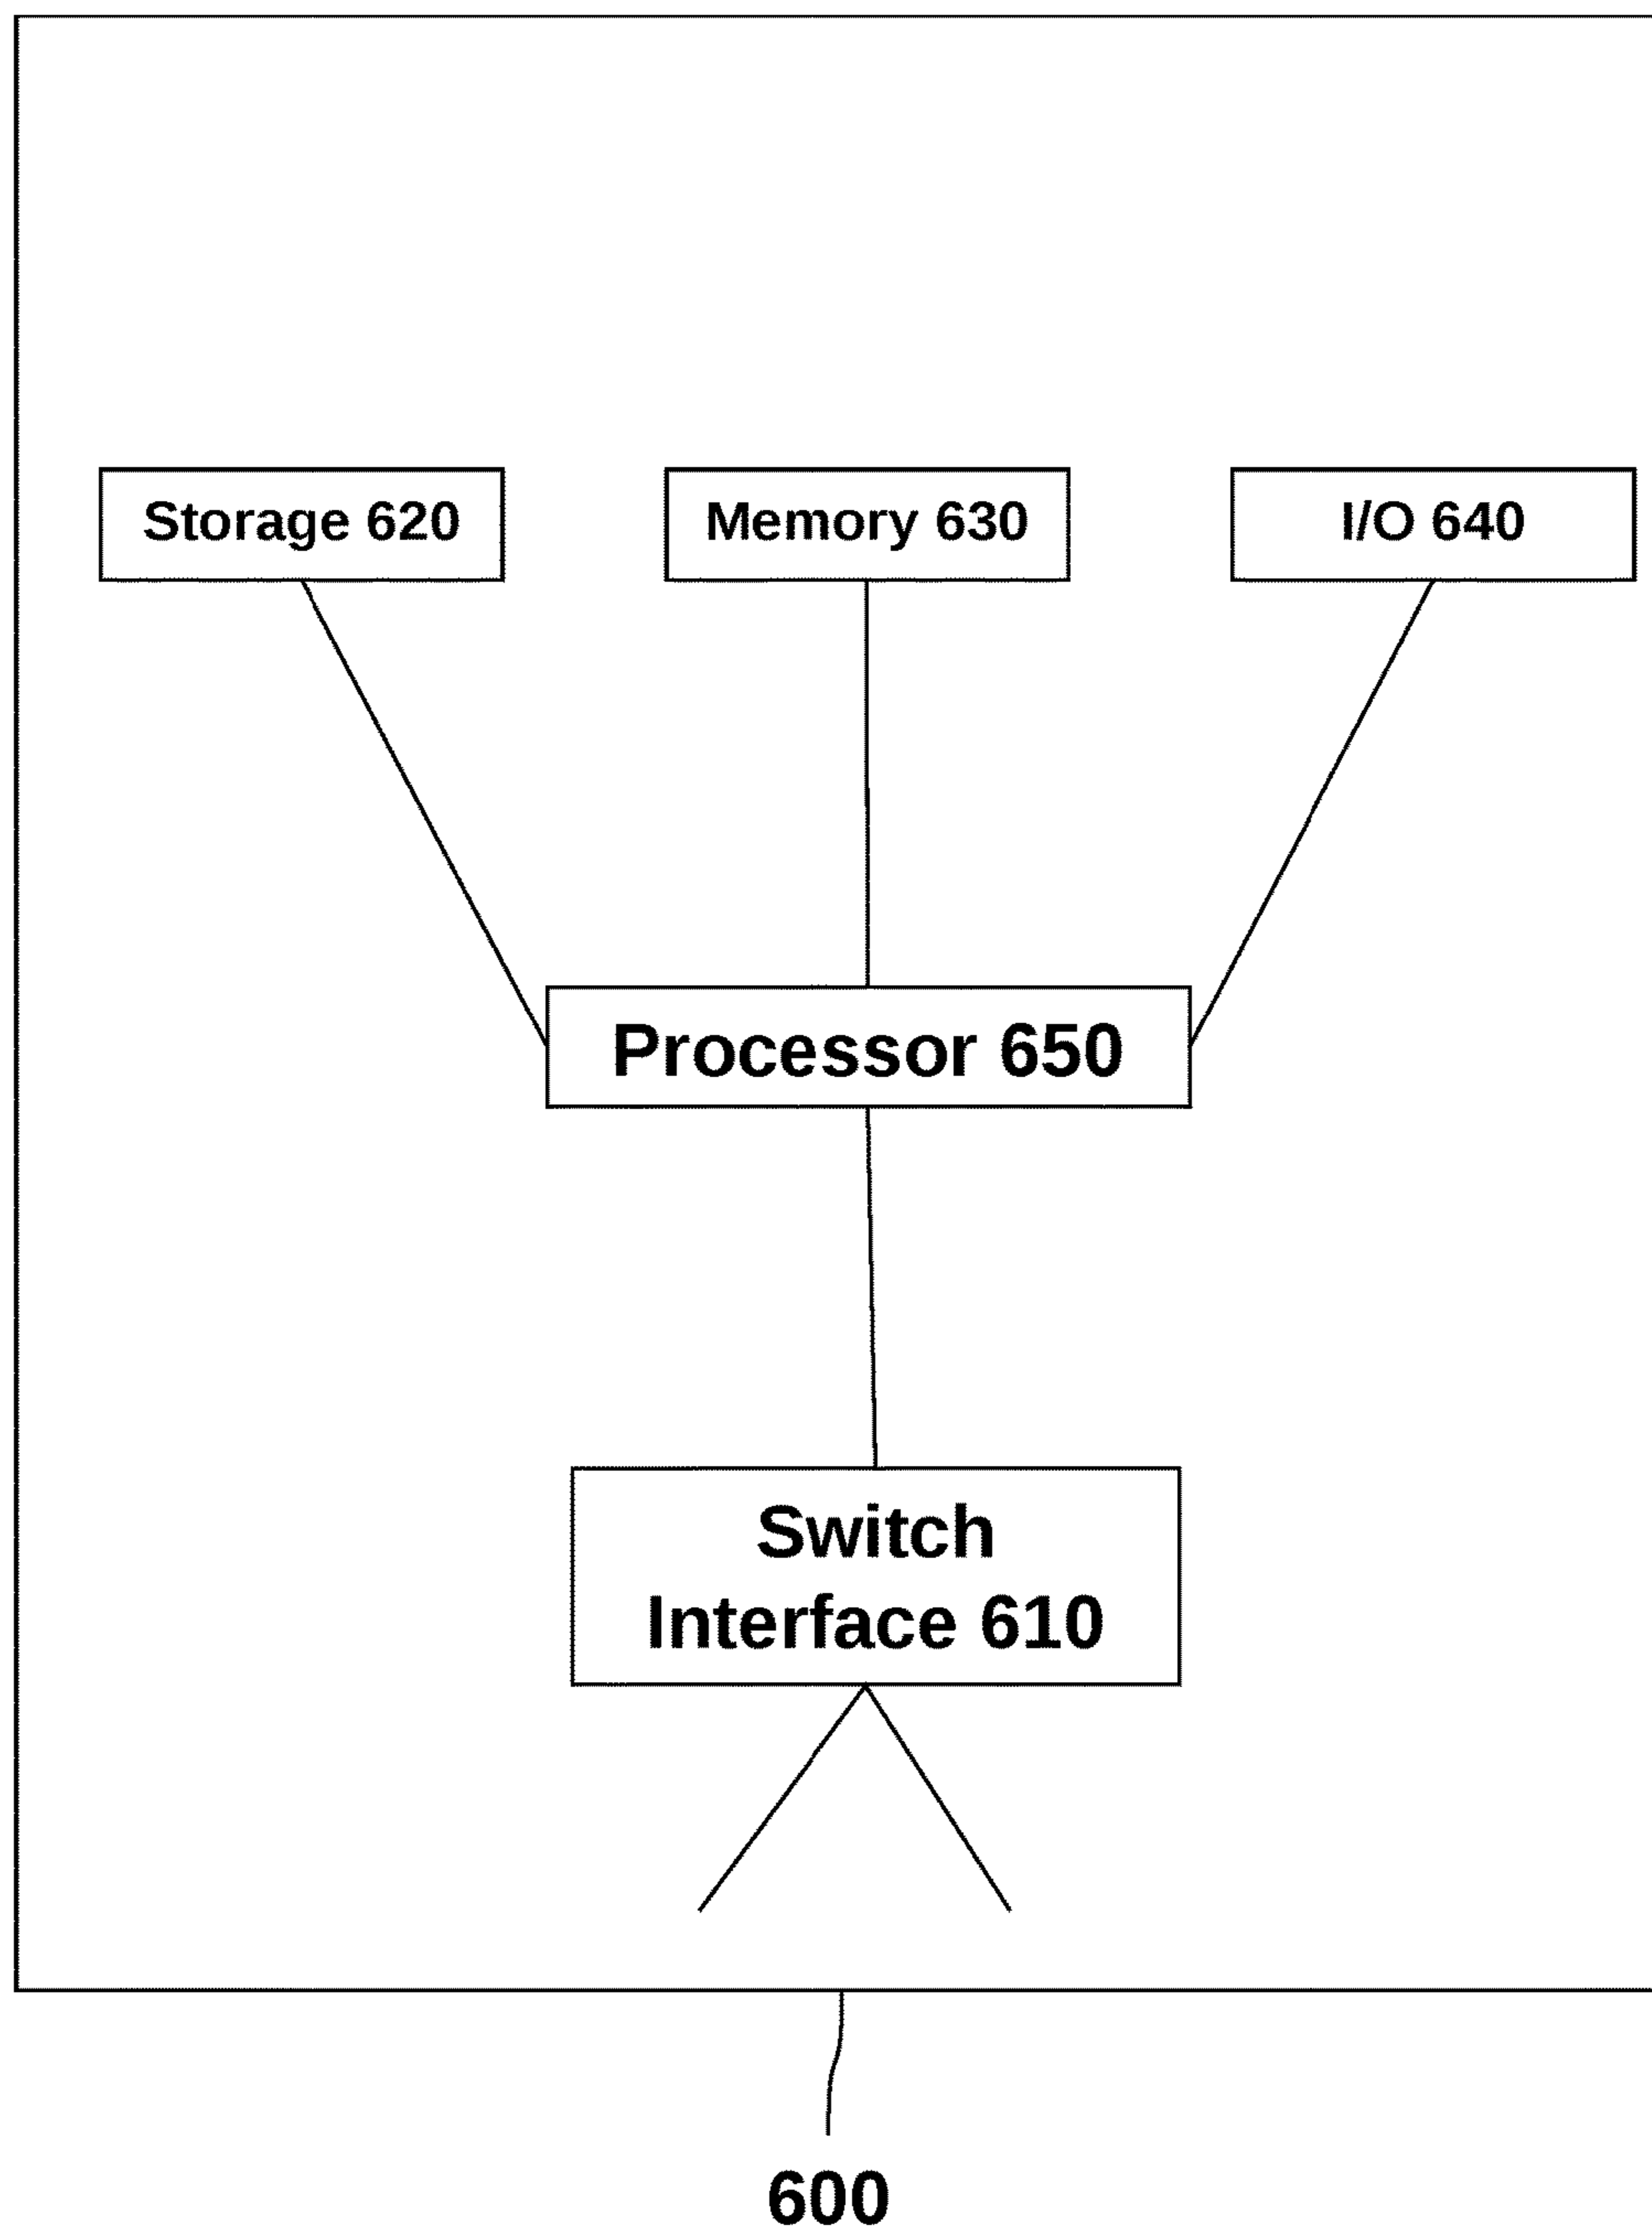 Storage 620
Memory 630
I/O 640
Processor 650
Switch
Interface 610
600